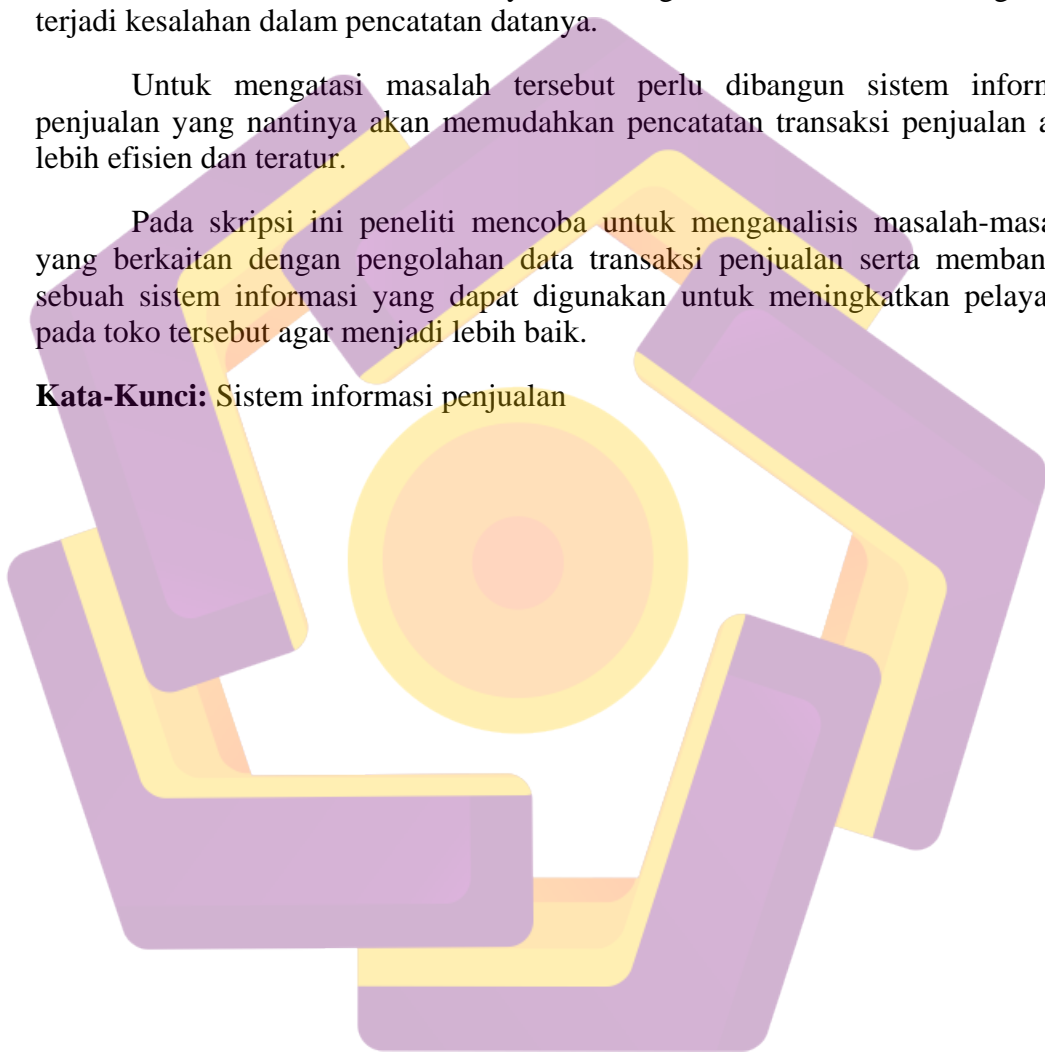 terjadi kesalahan dalam pencatatan datanya.
Untuk mengatasi masalah tersebut perlu dibangun sistem inform
penjualan yang nantinya akan memudahkan pencatatan transaksi penjualan a
lebih efisien dan teratur.
Pada skripsi ini peneliti mencoba untuk menganalisis masalah-masa
yang berkaitan dengan pengolahan data transaksi penjualan serta memban
sebuah sistem informasi yang dapat digunakan untuk meningkatkan pelaya
pada toko tersebut agar menjadi lebih baik.
Kata-Kunci: Sistem informasi penjualan